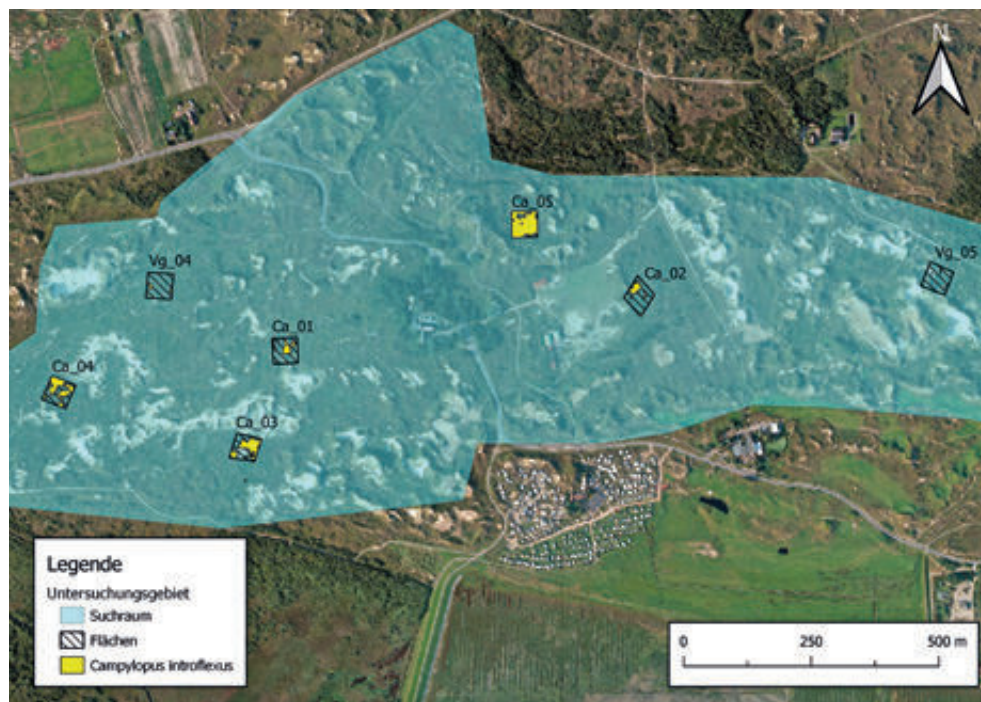 N
Ca_05
Vg_04
Ca_02
Vg_05
Ca_01
Ca_04
Ca_03
Legende
Untersuchungsgebiet
Suchraum
Flächen
Campylopus introflexus
0 250 500 m